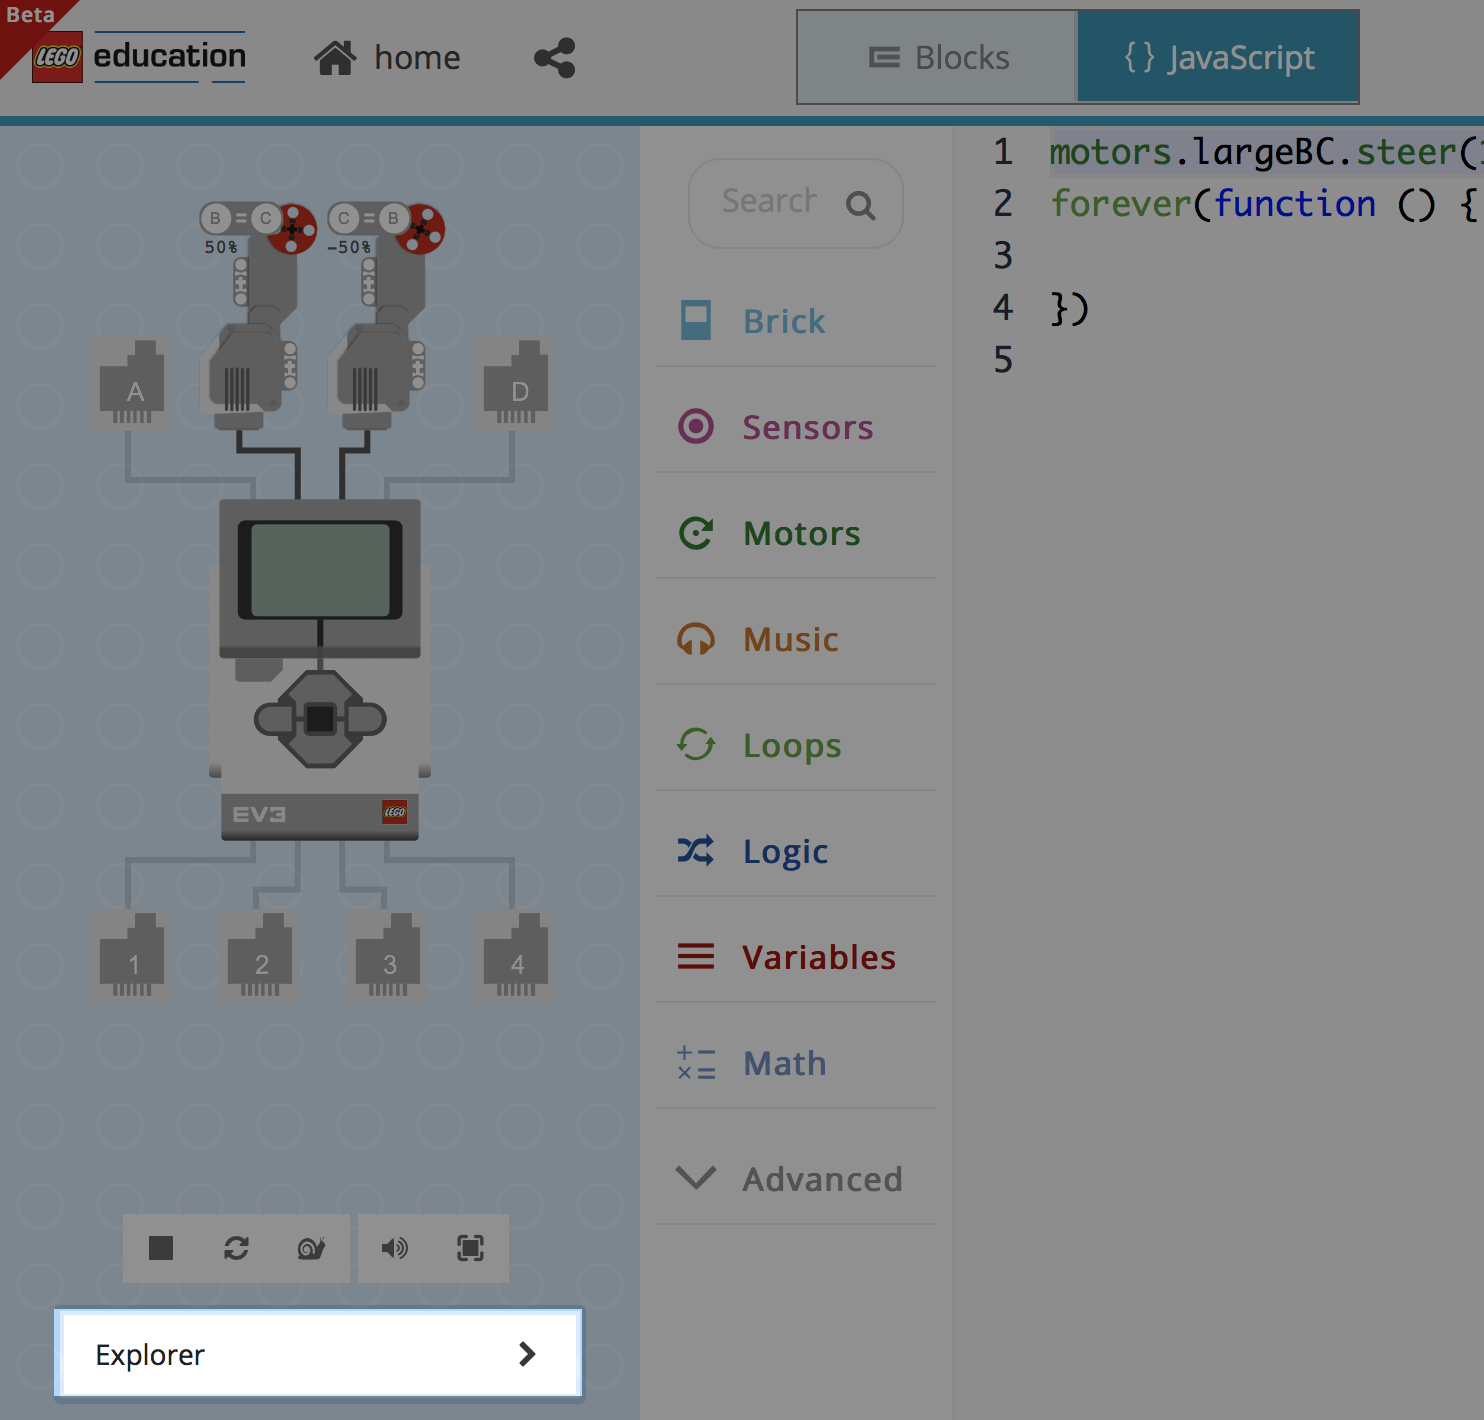 Beta
LEGO education
home
Blocks
{ } JavaScript
B = C
50%
C = B
-50%
A
D
EV3
LEGO
1
2
3
4
Explorer
Search
Brick
Sensors
Motors
Music
Loops
Logic
Variables
Math
Advanced
1 motors.largeBC.steer(
2 forever(function () {
3
4 })
5